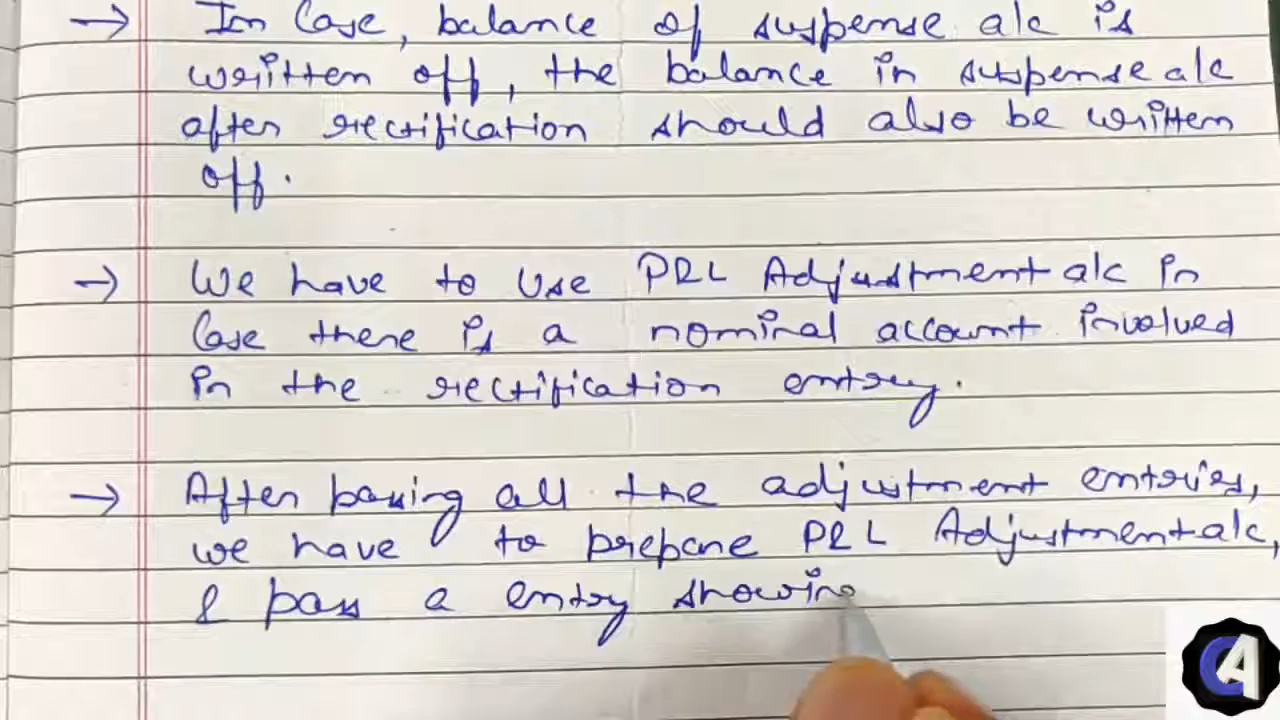 → In Case, balance of suspense a/c is
written off, the balance in suspense a/c
after rectification should also be written
off.
→ We have to use P&L Adjustment a/c in
Case there is a nominal account involved
in the rectification entry.
→ After passing all the adjustment entries,
we have to prepare P&L Adjustment a/c,
& pass a entry showin
CA